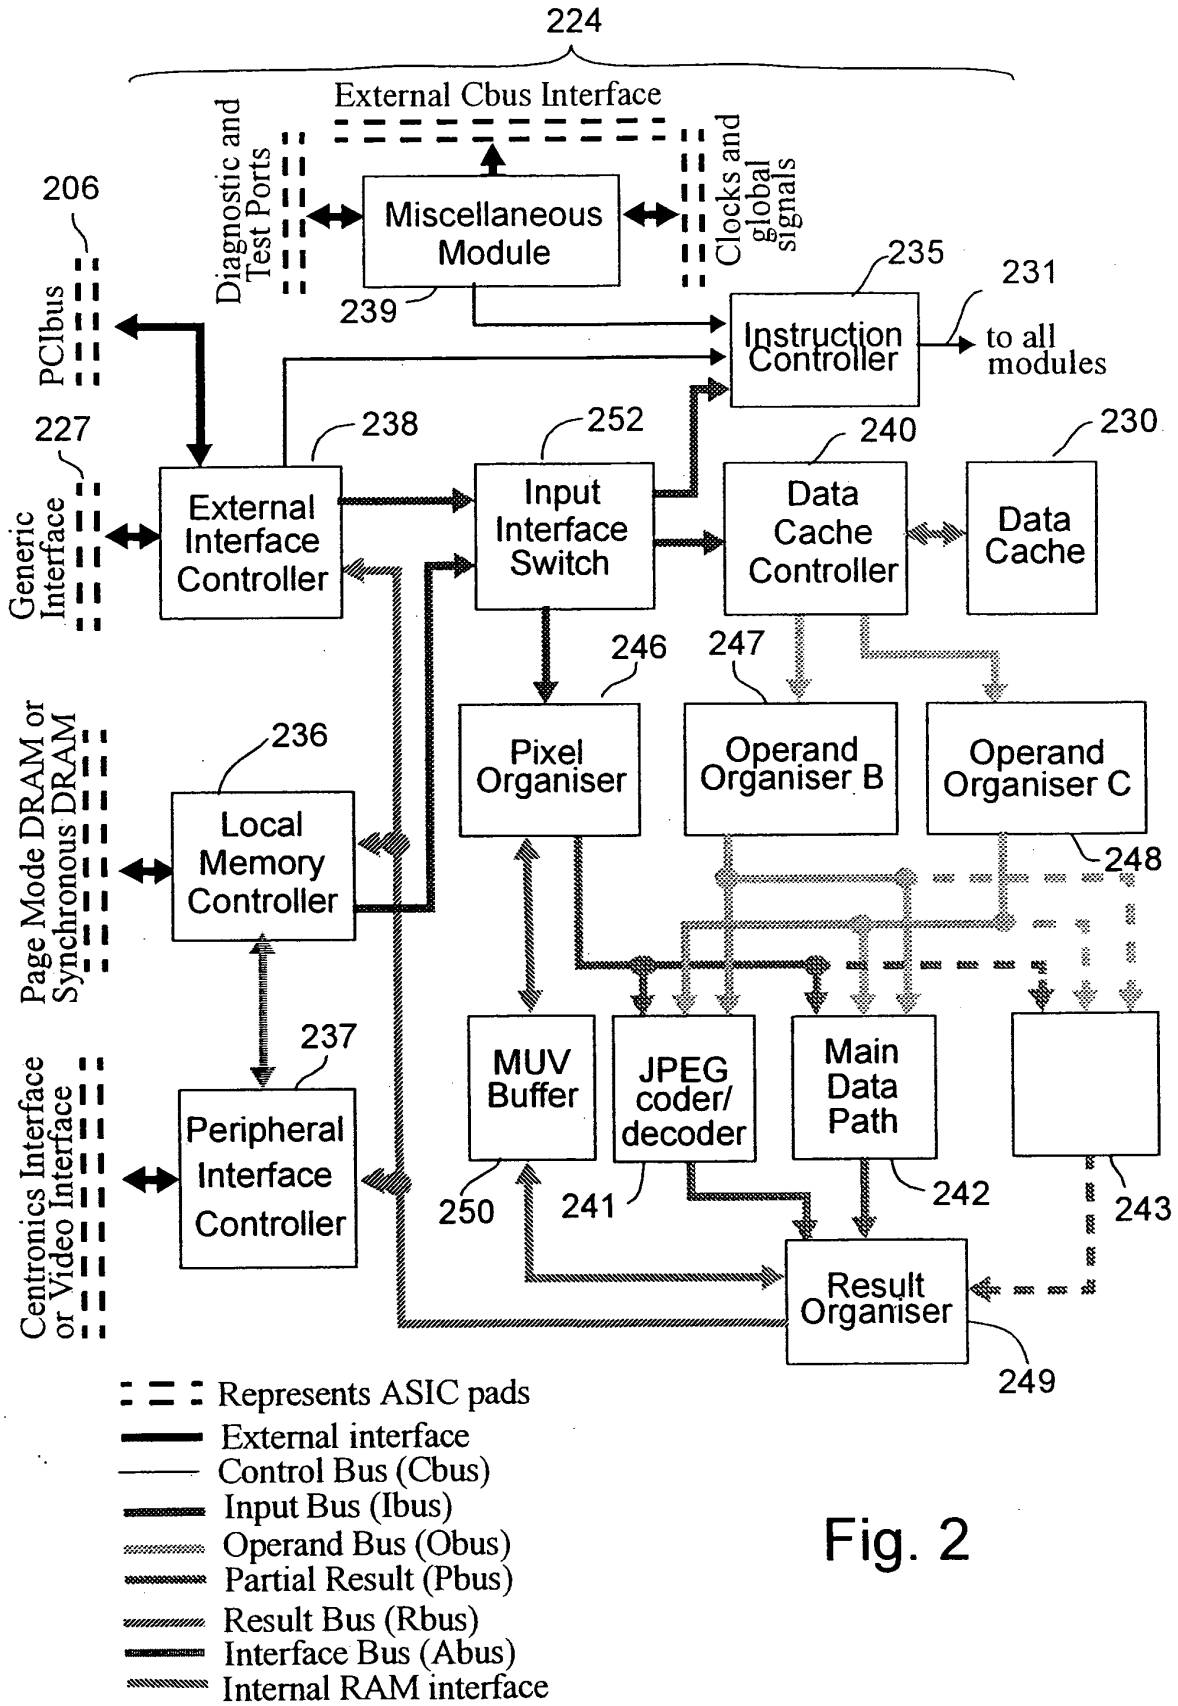 224
External Cbus Interface
Diagnostic and
Test Ports
Clocks and
global
signals
206
PCIbus
Miscellaneous
Module
239
235
231
Instruction
Controller
to all
modules
227
Generic
Interface
238
External
Interface
Controller
252
Input
Interface
Switch
240
Data
Cache
Controller
230
Data
Cache
246
Pixel
Organiser
247
Operand
Organiser B
Operand
Organiser C
248
Page Mode DRAM or
Synchronous DRAM
236
Local
Memory
Controller
237
Centronics Interface
or Video Interface
Peripheral
Interface
Controller
MUV
Buffer
250
JPEG
coder/
decoder
241
Main
Data
Path
242
243
Result
Organiser
249
Represents ASIC pads
External interface
Control Bus (Cbus)
Input Bus (Ibus)
Operand Bus (Obus)
Partial Result (Pbus)
Result Bus (Rbus)
Interface Bus (Abus)
Internal RAM interface
Fig. 2